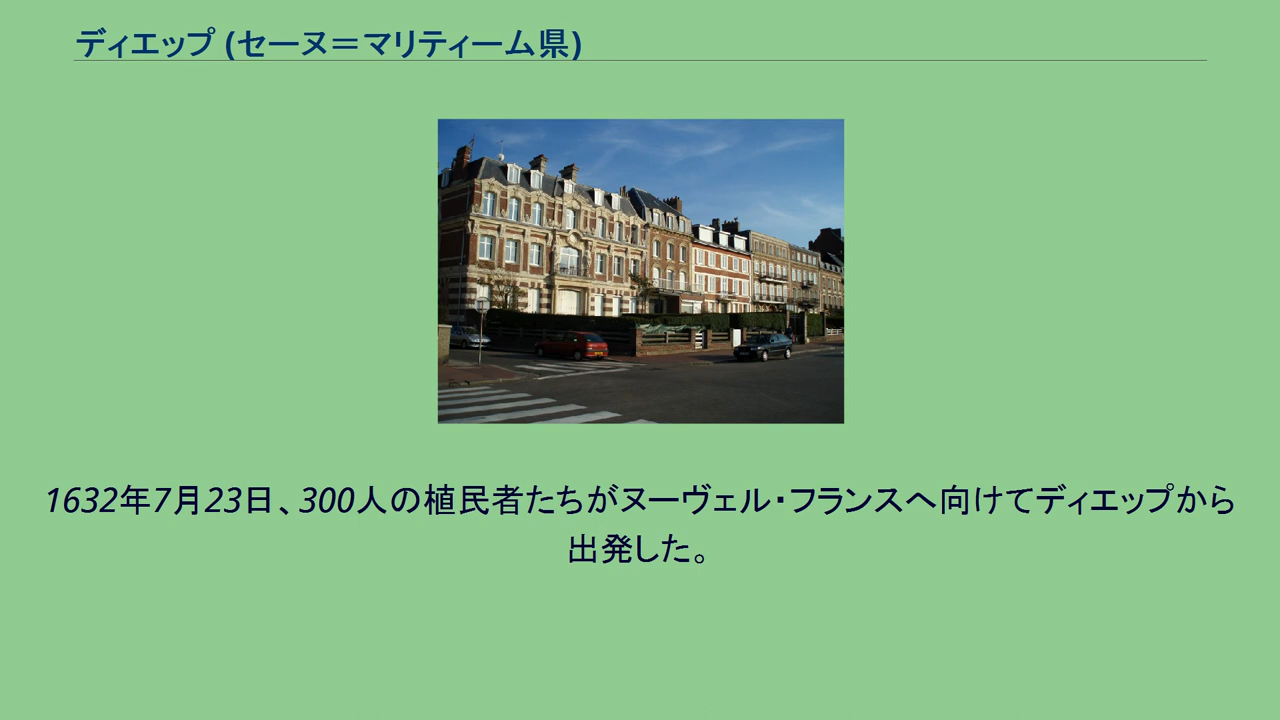 ディエップ (セーヌ＝マリティーム県)
1632年7月23日、300人の植民者たちがヌーヴェル・フランスへ向けてディエップから
出発した。